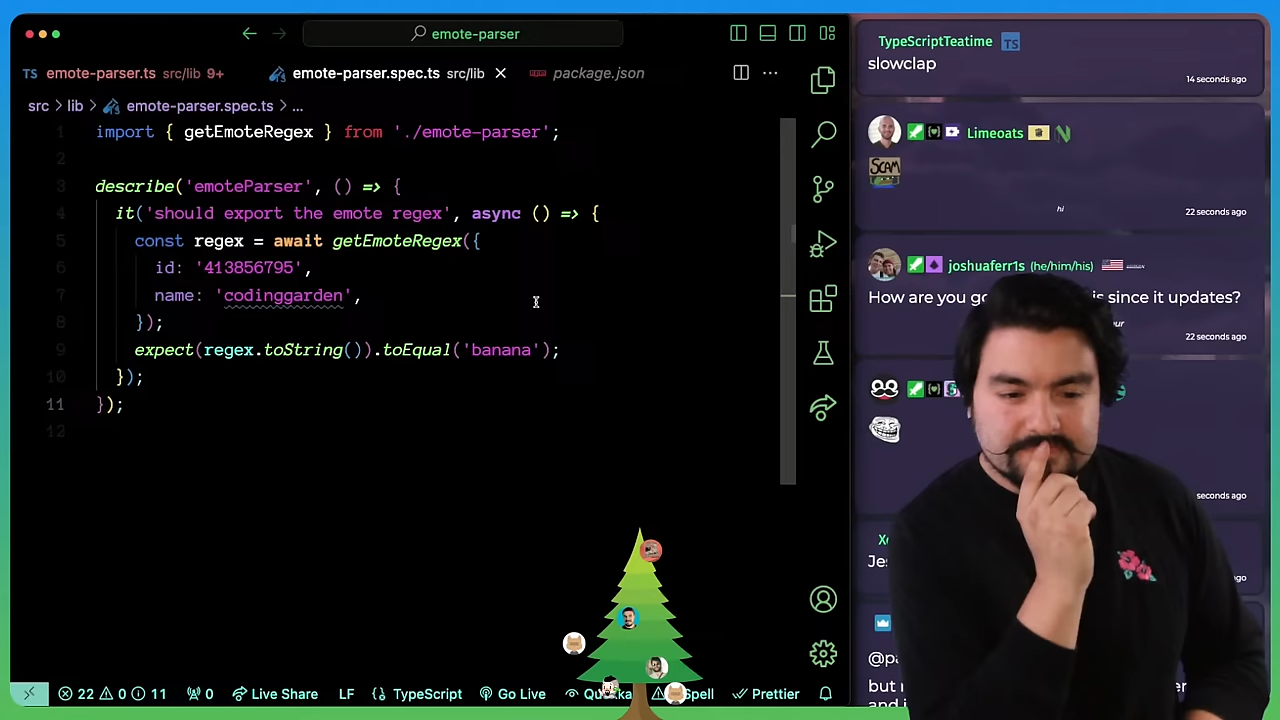 emote-parser
TS emote-parser.ts src/lib 9+
emote-parser.spec.ts src/lib
package.json
src > lib > emote-parser.spec.ts > ...
1 import { getEmoteRegex } from './emote-parser';
2
3 describe('emoteParser', () => {
4 it('should export the emote regex', async () => {
5 const regex = await getEmoteRegex({
6 id: '413856795',
7 name: 'codinggarden',
8 });
9 expect(regex.toString()).toEqual('banana');
10 });
11 });
12
22 0 11 0 Live Share LF TypeScript Go Live Spell Prettier
TypeScriptTeatime TS
slowclap
14 seconds ago
Limeoats
SCAM
hi
22 seconds ago
joshuaferr1s (he/him/his)
How are you is since it updates?
22 seconds ago
seconds ago
but